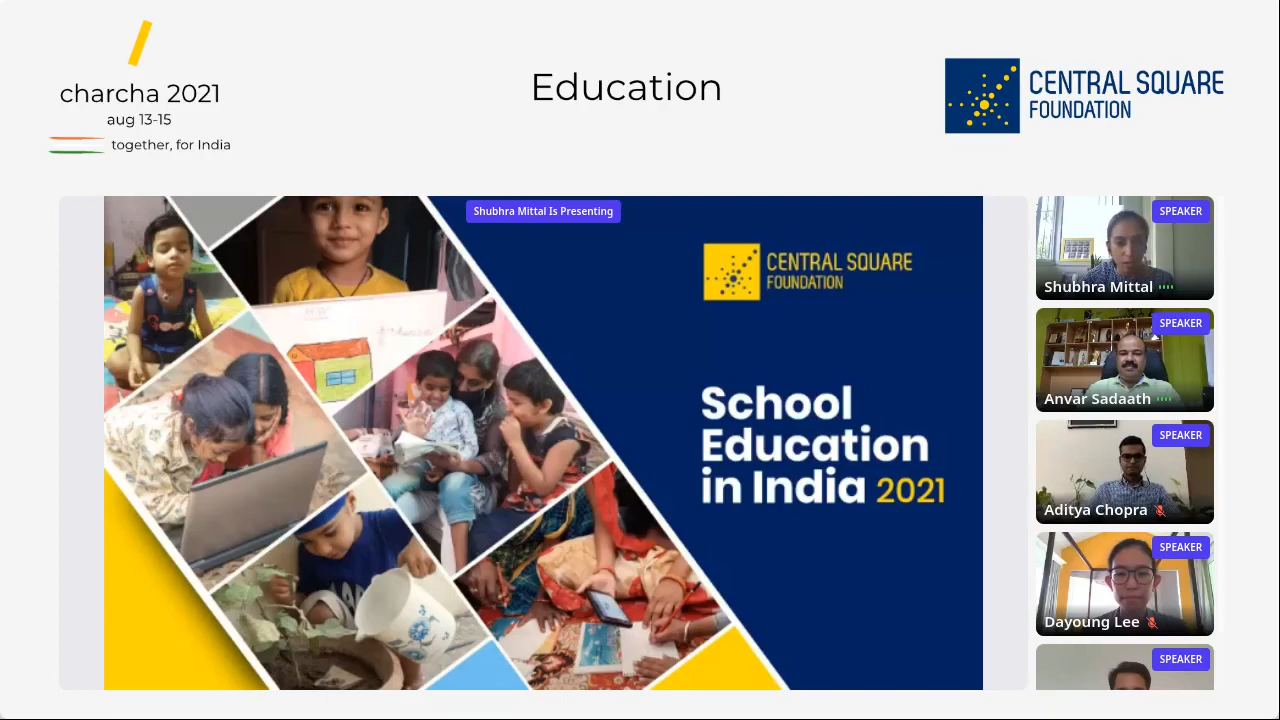 charcha 2021
aug 13-15
together, for India
Education
CENTRAL SQUARE
FOUNDATION
Shubhra Mittal Is Presenting
CENTRAL SQUARE
FOUNDATION
School
Education
in India 2021
SPEAKER
Shubhra Mittal
SPEAKER
Anvar Sadaath
SPEAKER
Aditya Chopra
SPEAKER
Dayoung Lee
SPEAKER